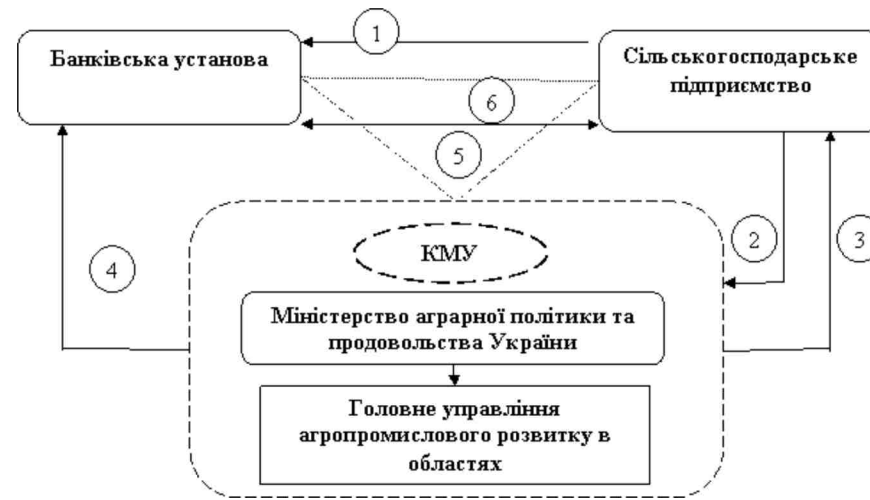 1
Банківська установа
Сільськогосподарське
підприємство
6
5
2
3
4
КМУ
Міністерство аграрної політики та
продовольства України
Головне управління
агропромислового розвитку в
областях